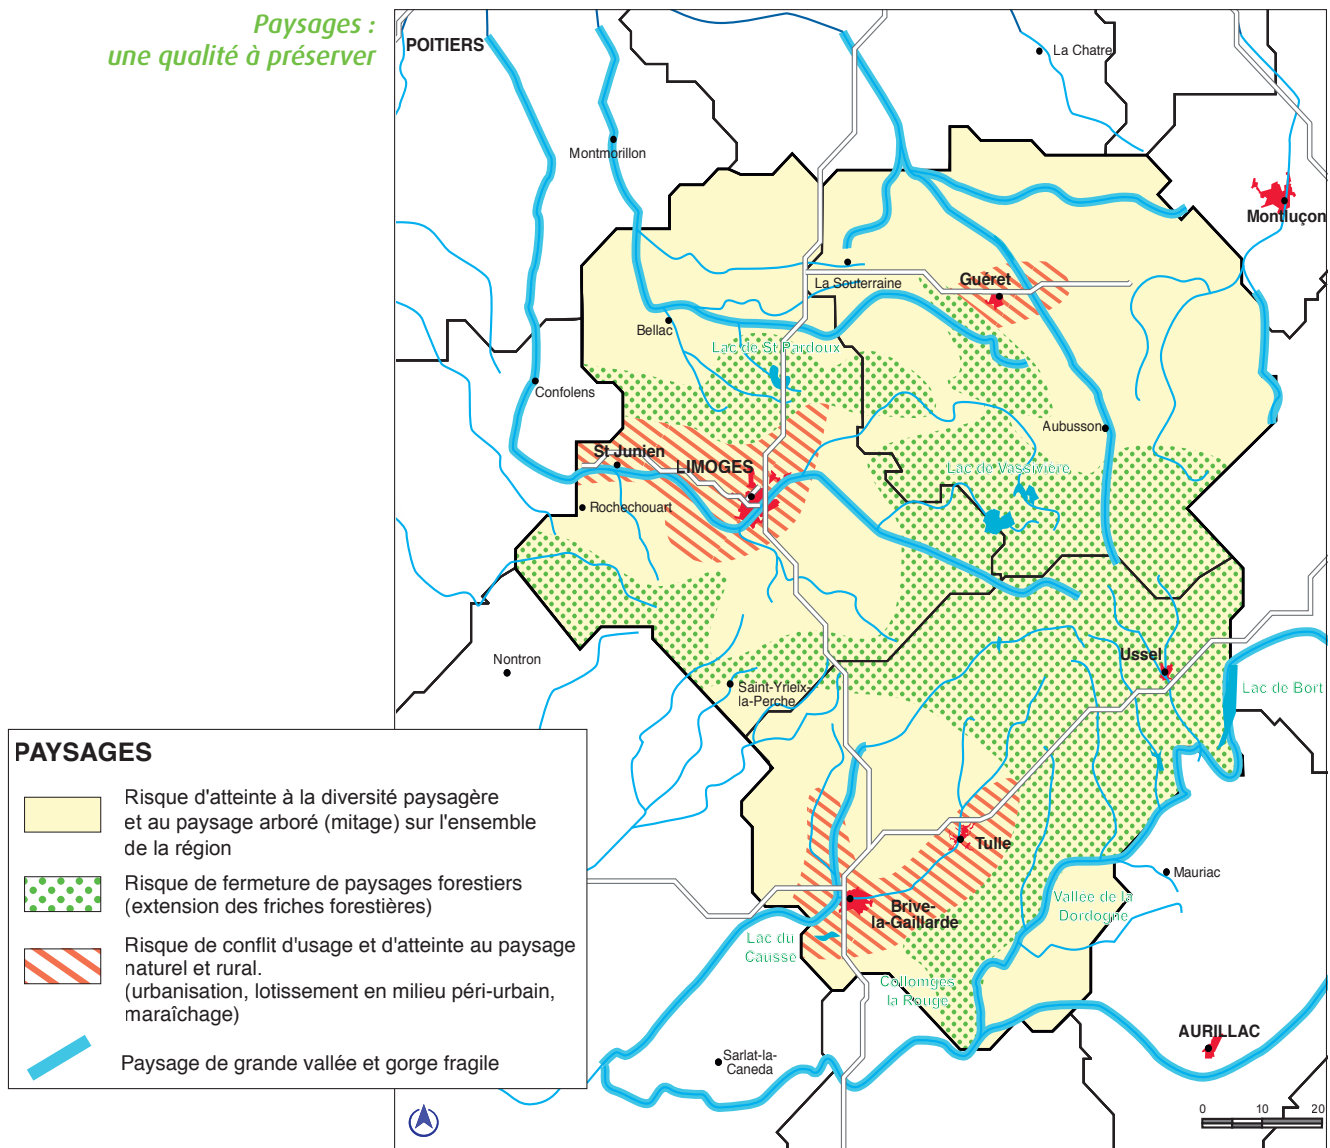 Paysages :
une qualité à préserver
POITIERS
La Chatre
Montmorillon
Montluçon
La Souterraine
Guéret
Bellac
Lac de St Pardoux
Confolens
Aubusson
St Junien
LIMOGES
Lac de Vassivière
Rochechouart
Nontron
Ussel
Saint-Yrieix-
la-Perche
Lac de Bort
Tulle
Mauriac
Brive-
la-Gaillarde
Vallée de la
Dordogne
Lac du
Causse
Collonges
la Rouge
Sarlat-la-
Caneda
AURILLAC
0 10 20
PAYSAGES
Risque d'atteinte à la diversité paysagère
et au paysage arboré (mitage) sur l'ensemble
de la région
Risque de fermeture de paysages forestiers
(extension des friches forestières)
Risque de conflit d'usage et d'atteinte au paysage
naturel et rural.
(urbanisation, lotissement en milieu péri-urbain,
maraîchage)
Paysage de grande vallée et gorge fragile